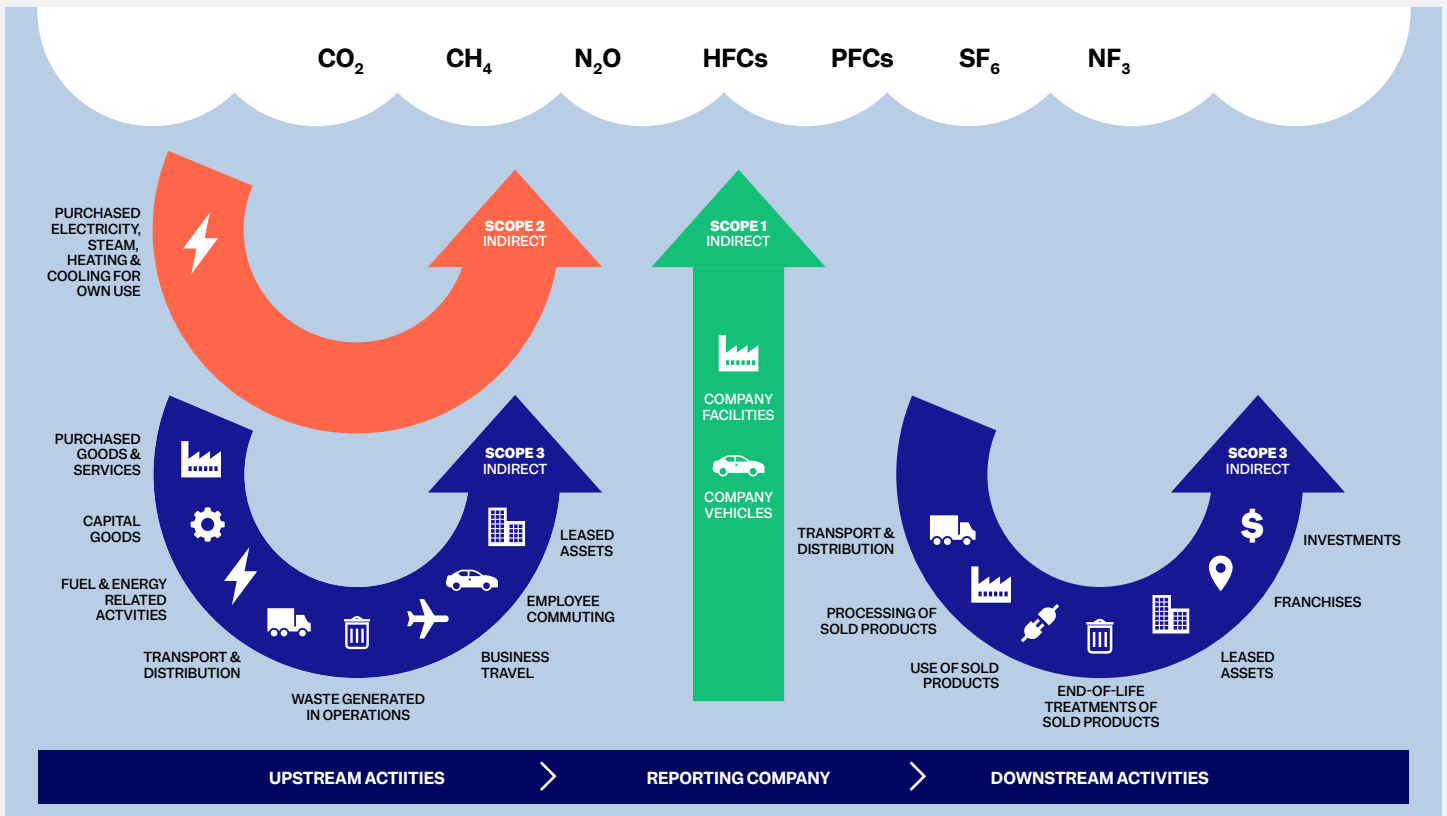 CO2
CH4
N2O
HFCs
PFCs
SF6
NF3
PURCHASED
ELECTRICITY,
STEAM,
HEATING &
COOLING FOR
OWN USE
SCOPE 2
INDIRECT
SCOPE 1
INDIRECT
COMPANY
FACILITIES
COMPANY
VEHICLES
PURCHASED
GOODS &
SERVICES
CAPITAL
GOODS
FUEL & ENERGY
RELATED
ACTVITIES
TRANSPORT &
DISTRIBUTION
WASTE GENERATED
IN OPERATIONS
BUSINESS
TRAVEL
EMPLOYEE
COMMUTING
LEASED
ASSETS
SCOPE 3
INDIRECT
TRANSPORT &
DISTRIBUTION
PROCESSING OF
SOLD PRODUCTS
USE OF SOLD
PRODUCTS
END-OF-LIFE
TREATMENTS OF
SOLD PRODUCTS
LEASED
ASSETS
FRANCHISES
INVESTMENTS
$
SCOPE 3
INDIRECT
UPSTREAM ACTIITIES
REPORTING COMPANY
DOWNSTREAM ACTIVITIES